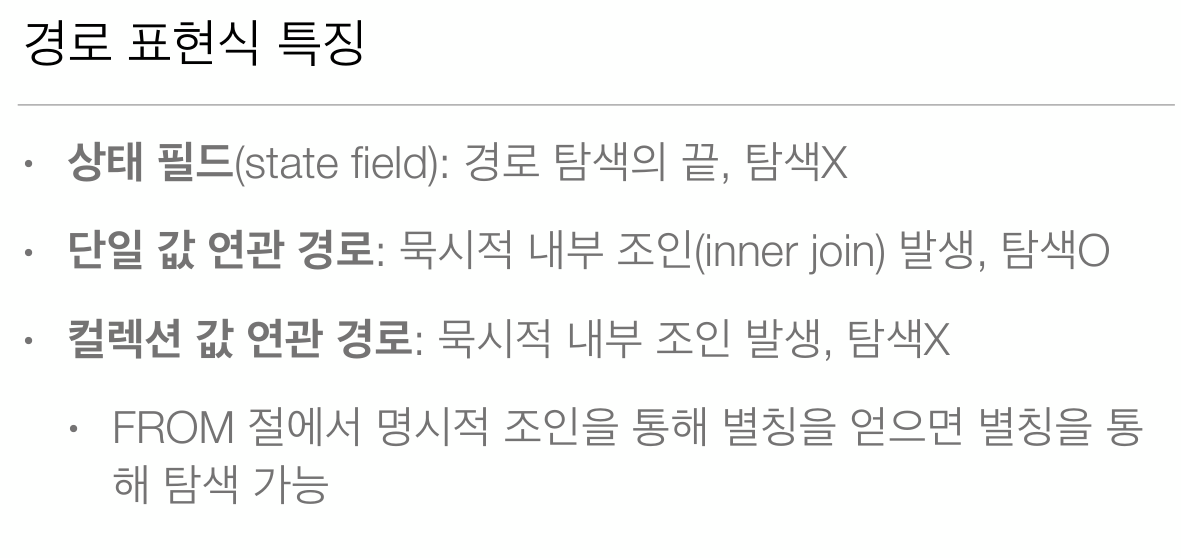 경로 표현식 특징
• 상태 필드(state field): 경로 탐색의 끝, 탐색X
• 단일 값 연관 경로: 묵시적 내부 조인(inner join) 발생, 탐색O
• 컬렉션 값 연관 경로: 묵시적 내부 조인 발생, 탐색X
• FROM 절에서 명시적 조인을 통해 별칭을 얻으면 별칭을 통
해 탐색 가능